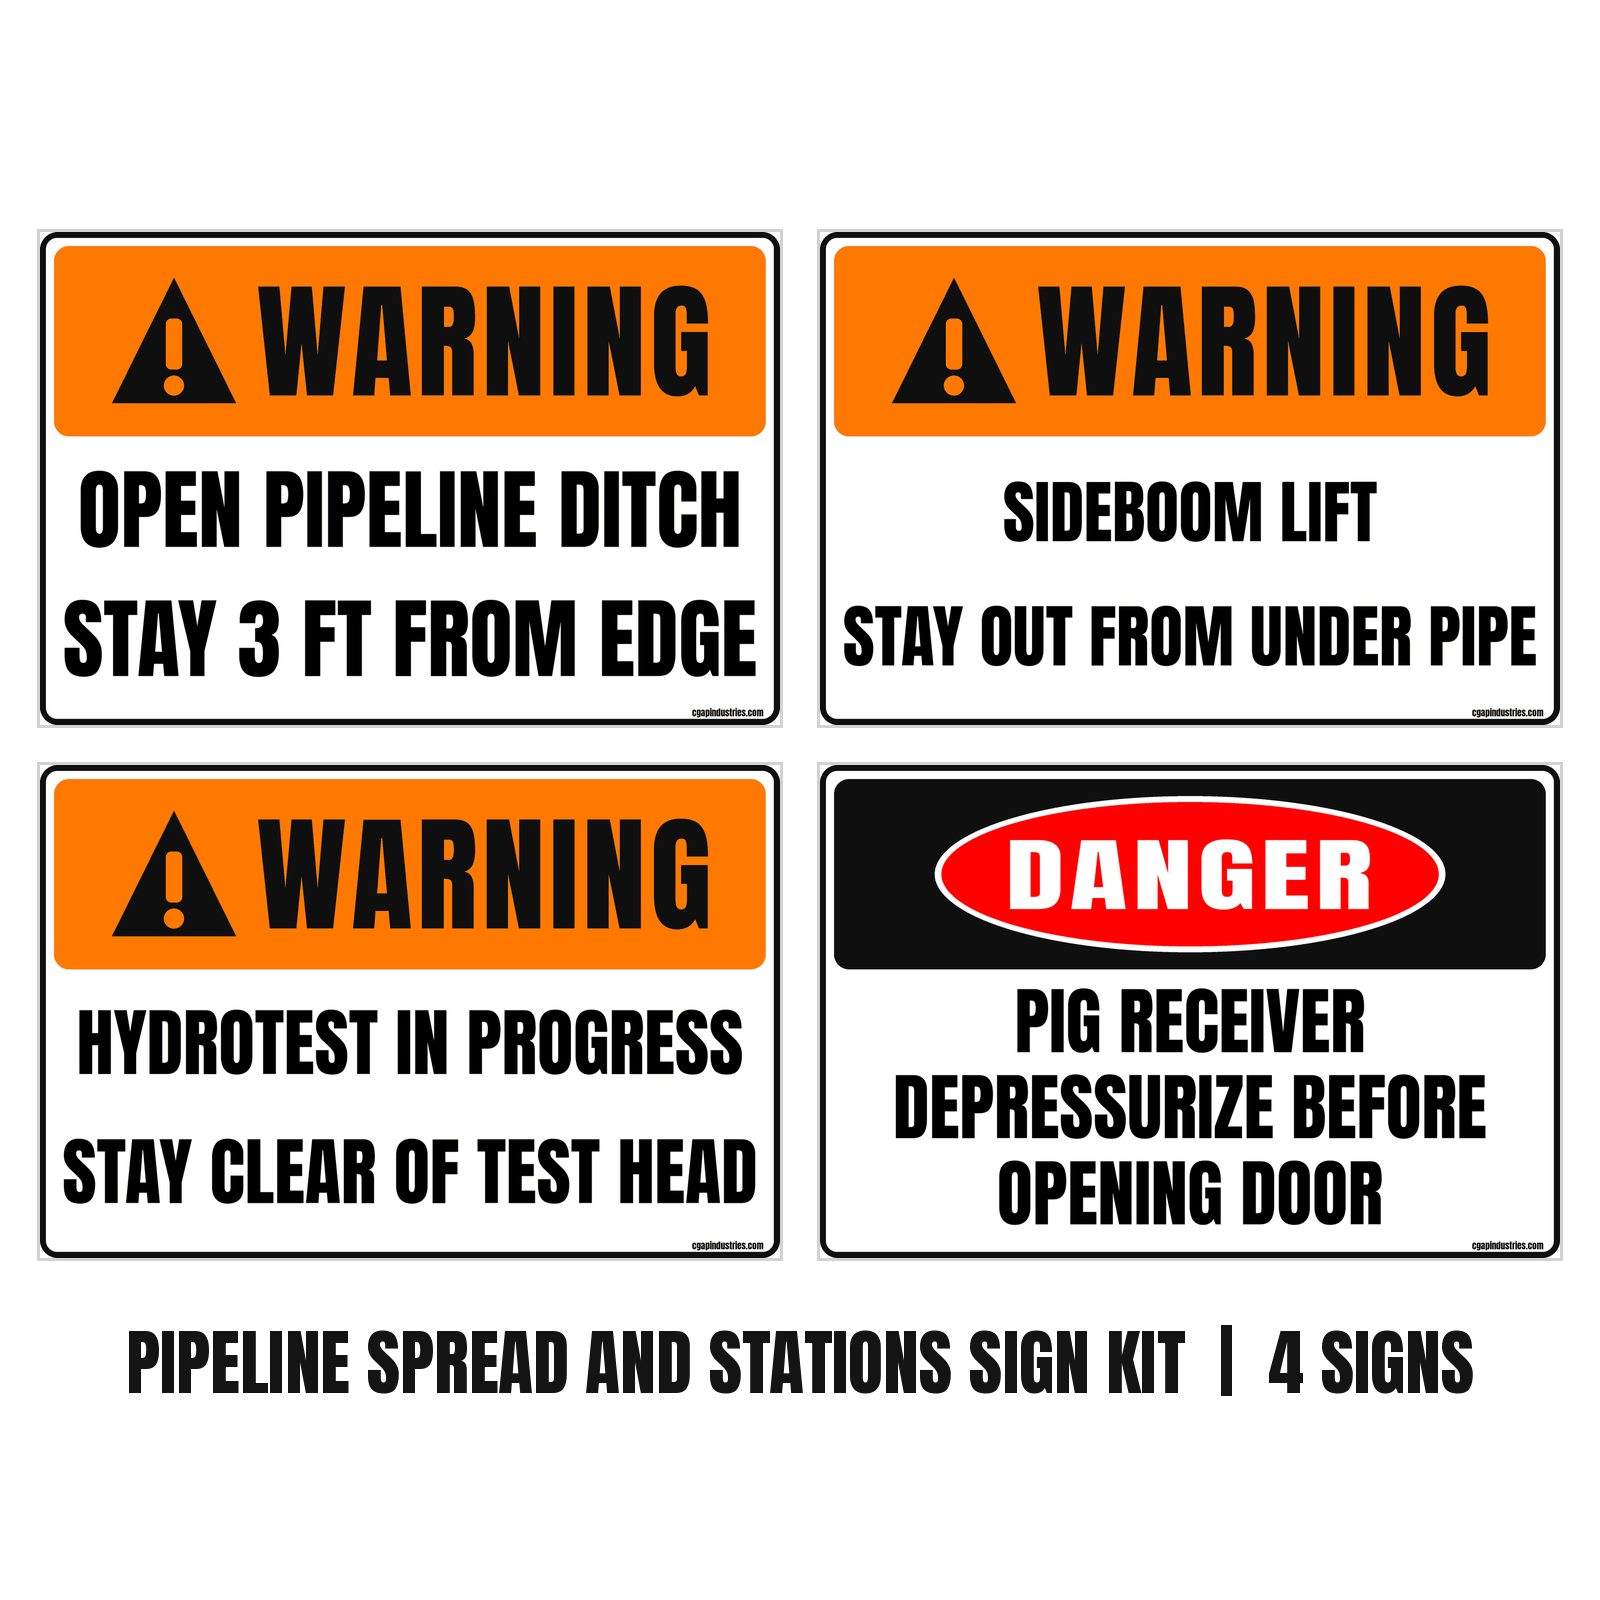 WARNING
OPEN PIPELINE DITCH
STAY 3 FT FROM EDGE
cgapindustries.com
WARNING
SIDEBOOM LIFT
STAY OUT FROM UNDER PIPE
cgapindustries.com
WARNING
HYDROTEST IN PROGRESS
STAY CLEAR OF TEST HEAD
cgapindustries.com
DANGER
PIG RECEIVER
DEPRESSURIZE BEFORE
OPENING DOOR
cgapindustries.com
PIPELINE SPREAD AND STATIONS SIGN KIT | 4 SIGNS